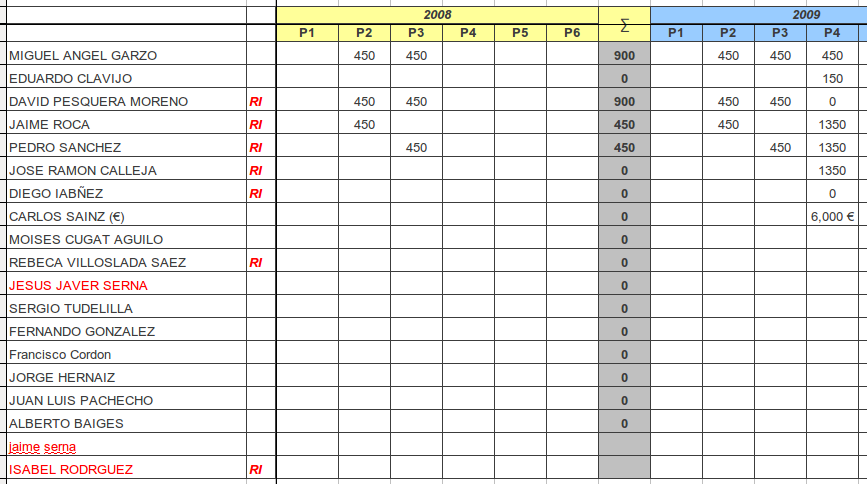 2008 ∑ 2009
P1 P2 P3 P4 P5 P6 P1 P2 P3 P4
MIGUEL ANGEL GARZO 450 450 900 450 450 450
EDUARDO CLAVIJO 0 150
DAVID PESQUERA MORENO RI 450 450 900 450 450 0
JAIME ROCA RI 450 450 450 1350
PEDRO SANCHEZ RI 450 450 450 1350
JOSE RAMON CALLEJA RI 0 1350
DIEGO IABÑEZ RI 0 0
CARLOS SAINZ (€) 0 6,000 €
MOISES CUGAT AGUILO 0
REBECA VILLOSLADA SAEZ RI 0
JESUS JAVER SERNA 0
SERGIO TUDELILLA 0
FERNANDO GONZALEZ 0
Francisco Cordon 0
JORGE HERNAIZ 0
JUAN LUIS PACHECHO 0
ALBERTO BAIGES 0
jaime serna
ISABEL RODRGUEZ RI